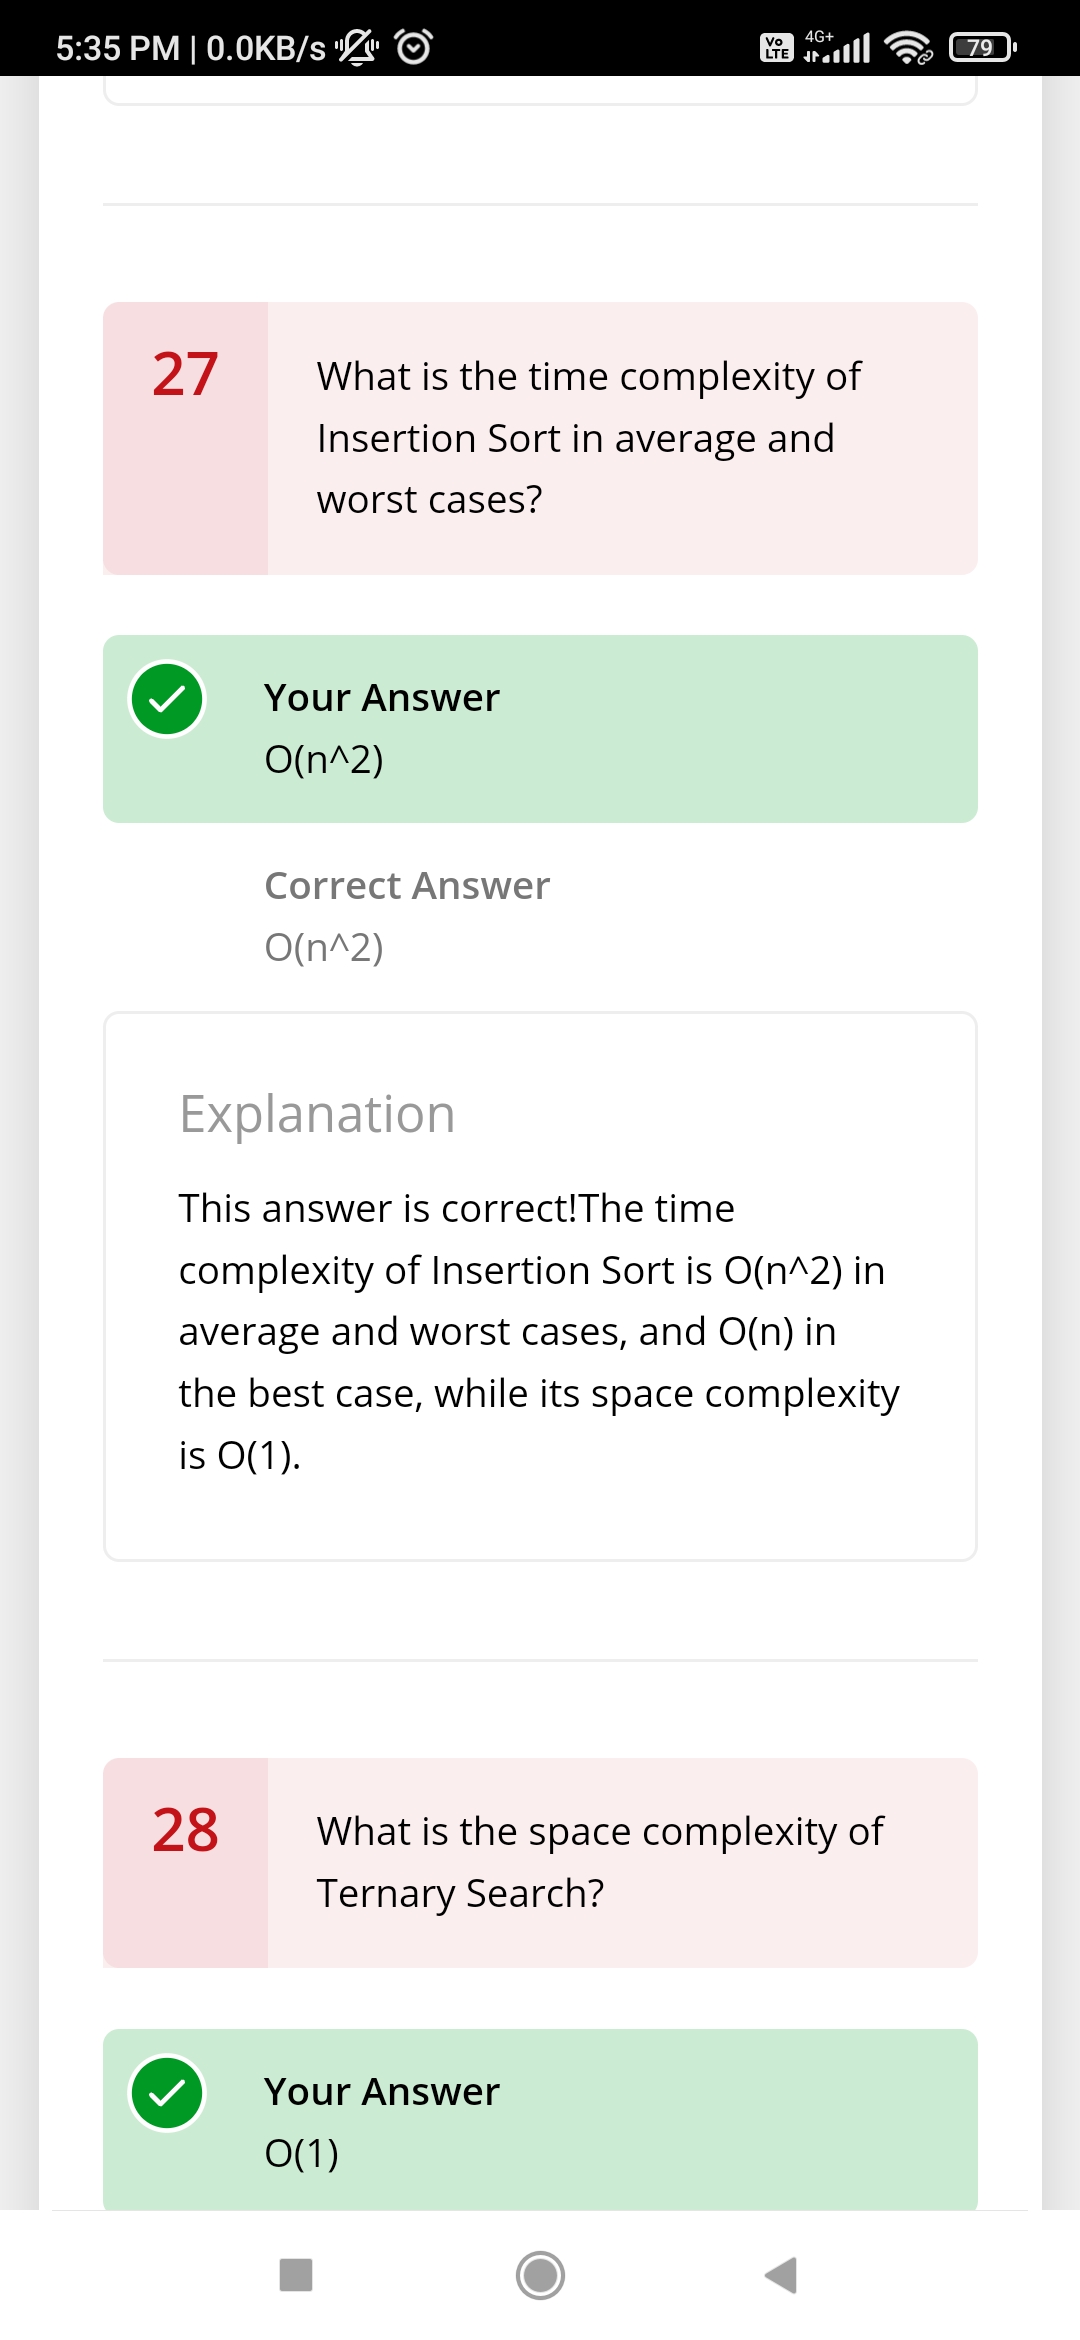 5:35 PM | 0.0KB/s Vo LTE 4G+ 79
27
What is the time complexity of
Insertion Sort in average and
worst cases?
Your Answer
O(n^2)
Correct Answer
O(n^2)
Explanation
This answer is correct!The time
complexity of Insertion Sort is O(n^2) in
average and worst cases, and O(n) in
the best case, while its space complexity
is O(1).
28
What is the space complexity of
Ternary Search?
Your Answer
O(1)